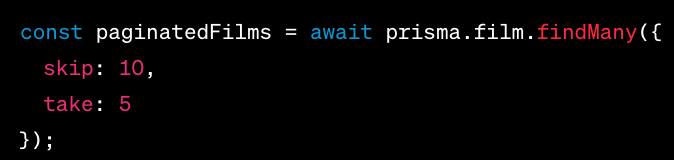 const paginatedFilms = await prisma.film.findMany({
  skip: 10,
  take: 5
});